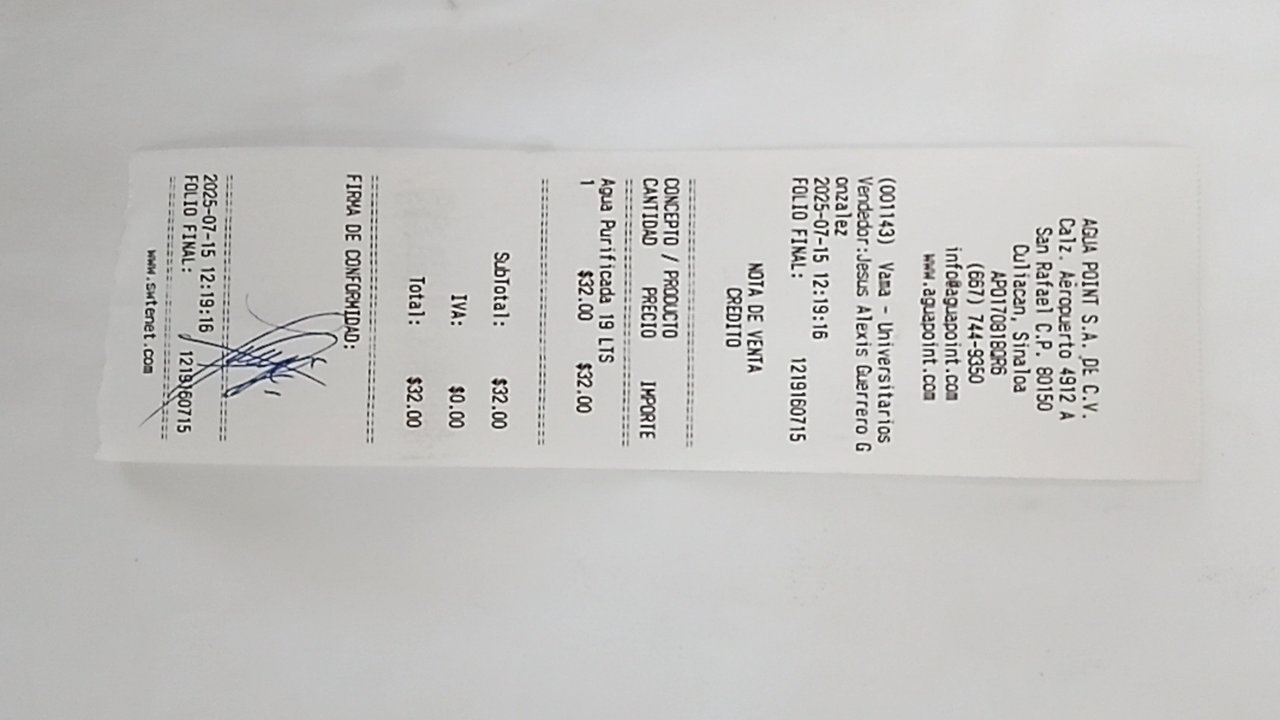 AGUA POINT S.A. DE C.V.
Calz. Aeropuerto 4912 A
San Rafael C.P. 80150
Culiacan, Sinaloa
APO170818QR6
(667) 744-9350
info@aguapoint.com
www.aguapoint.com
(001143) Vama - Universitarios
Vendedor:Jesus Alexis Guerrero G
onzalez
2025-07-15 12:19:16
FOLIO FINAL: 1219160715
NOTA DE VENTA
CREDITO
================================
CONCEPTO / PRODUCTO
CANTIDAD PRECIO IMPORTE
================================
Agua Purificada 19 LTS
1 $32.00 $32.00
================================
SubTotal: $32.00
IVA: $0.00
Total: $32.00
================================
FIRMA DE CONFORMIDAD:
================================
2025-07-15 12:19:16
FOLIO FINAL: 1219160715
================================
www.swtenet.com